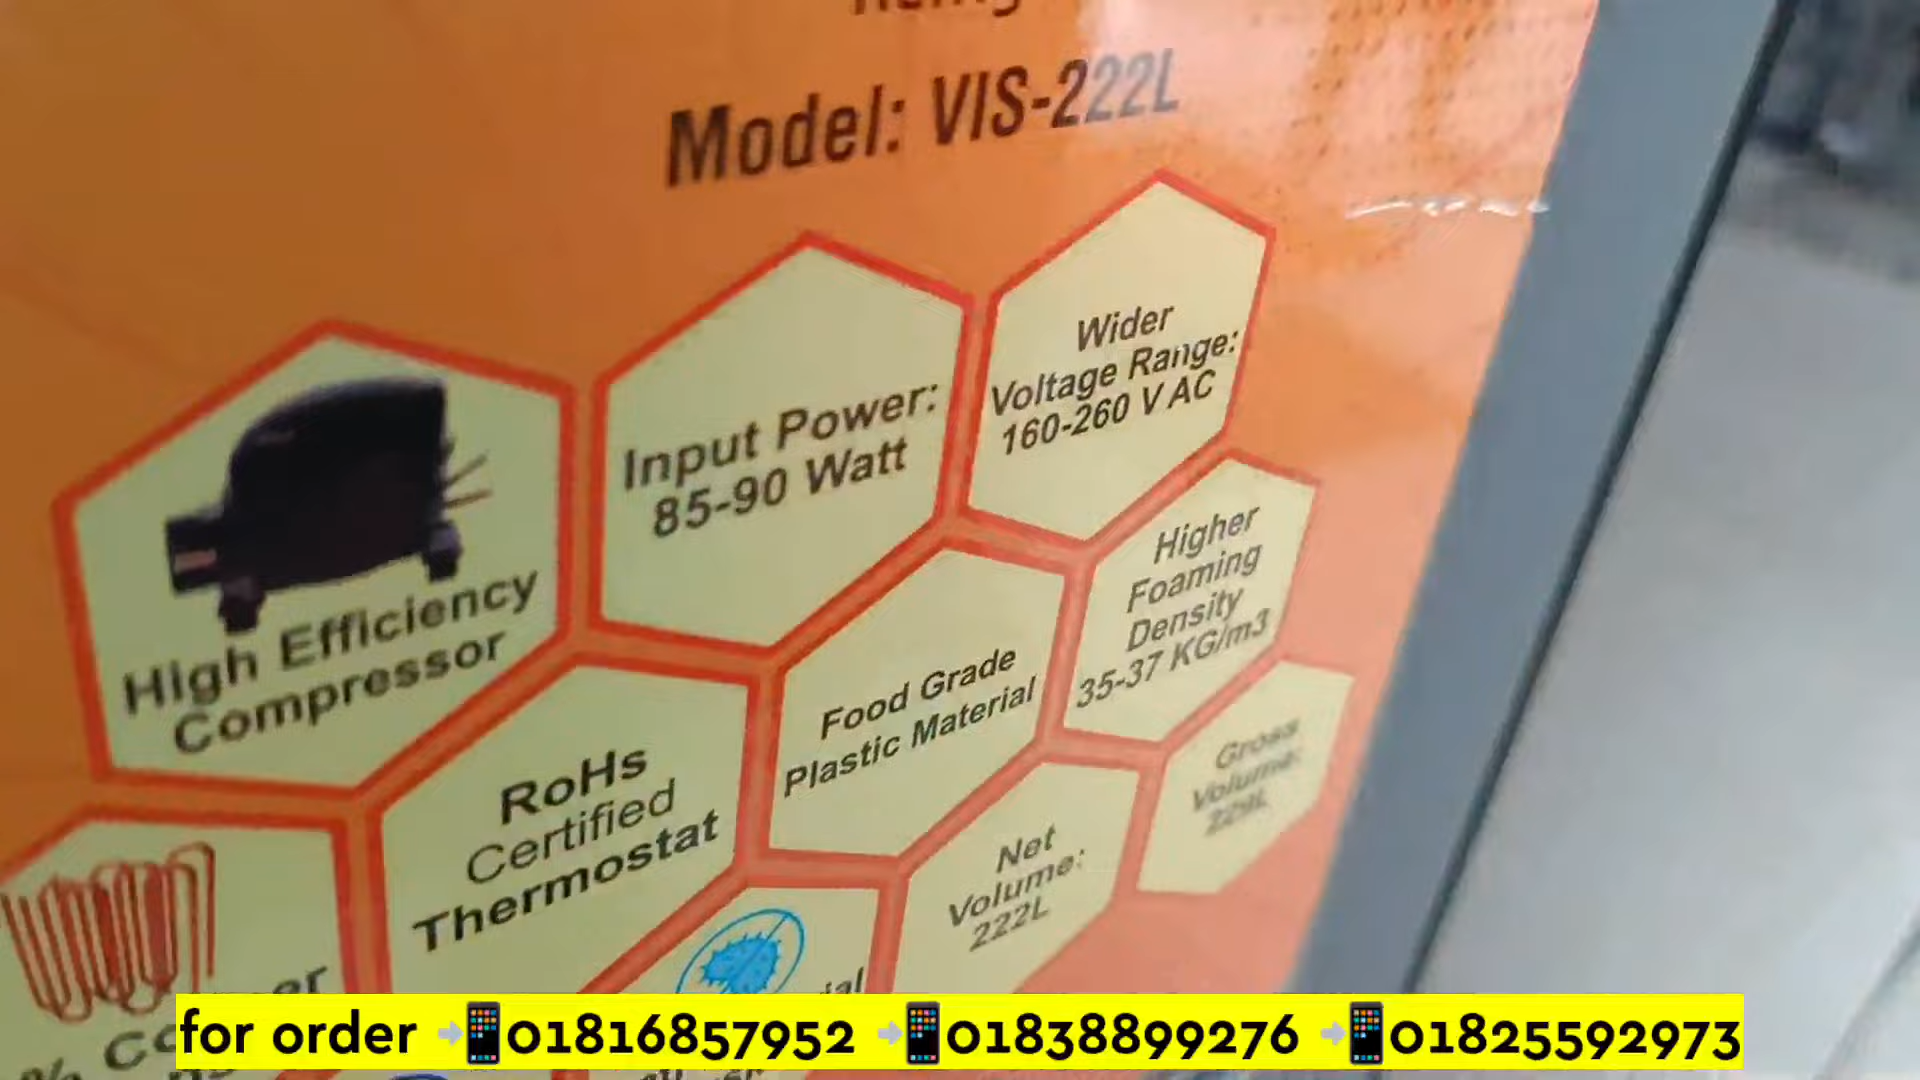 Model: VIS-222L
Wider
Voltage Range:
160-260 V AC
Input Power:
85-90 Watt
High Efficiency
Compressor
Higher
Foaming
Density
35-37 KG/m3
Food Grade
Plastic Material
RoHs
Certified
Thermostat
Gross
Volume:
Net
Volume:
222L
for order 01816857952 01838899276 01825592973